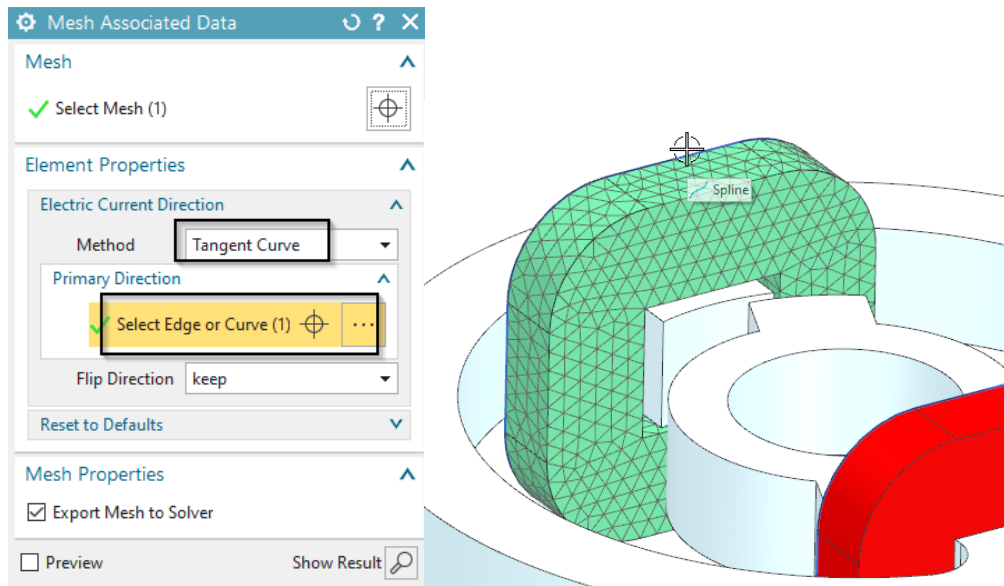 Mesh Associated Data
Mesh
Select Mesh (1)
Element Properties
Electric Current Direction
Method Tangent Curve
Primary Direction
Select Edge or Curve (1)
Flip Direction keep
Reset to Defaults
Mesh Properties
Export Mesh to Solver
Preview Show Result
Spline